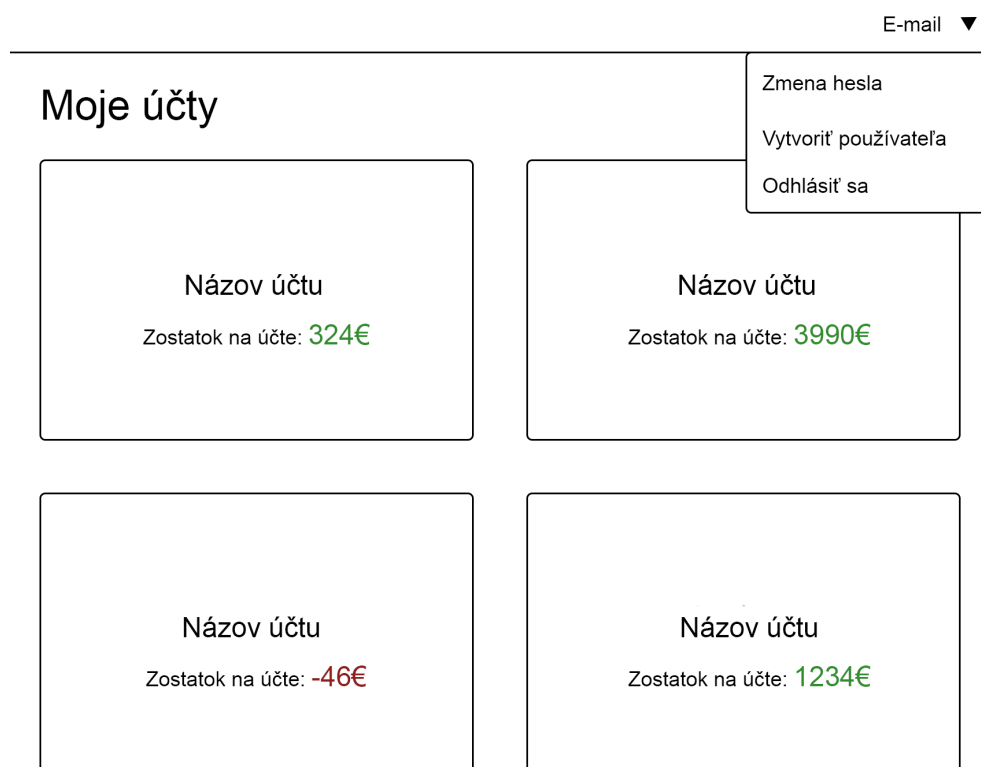 E-mail ▼
Zmena hesla
Moje účty
Vytvoriť používateľa
Odhlásiť sa
Názov účtu
Zostatok na účte: 324€
Názov účtu
Zostatok na účte: 3990€
Názov účtu
Zostatok na účte: -46€
Názov účtu
Zostatok na účte: 1234€